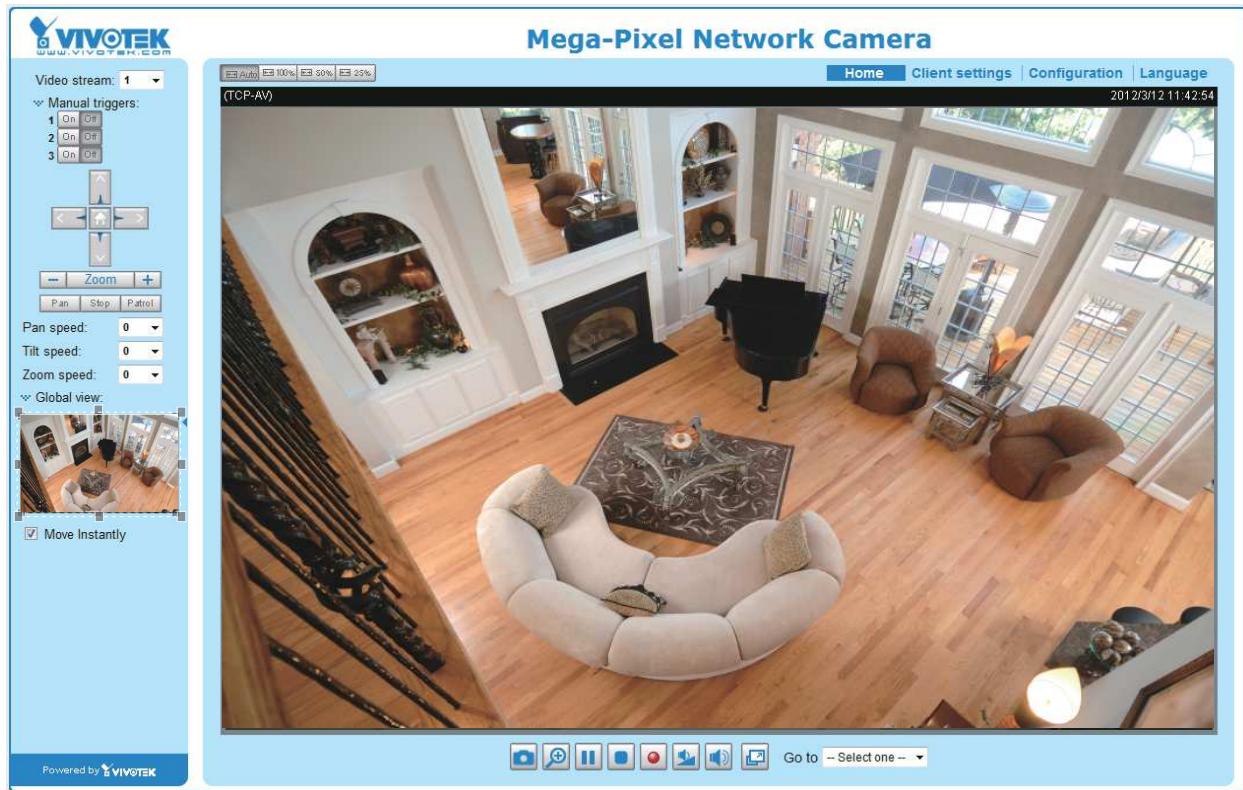 VIVOTEK
www.vivotek.com
Mega-Pixel Network Camera
Video stream: 1
Manual triggers:
1 On Off
2 On Off
3 On Off
Zoom
Pan Stop Patrol
Pan speed: 0
Tilt speed: 0
Zoom speed: 0
Global view:
Move Instantly
Powered by VIVOTEK
Auto 100% 50% 25%
Home Client settings Configuration Language
(TCP-AV) 2012/3/12 11:42:54
Go to -- Select one --